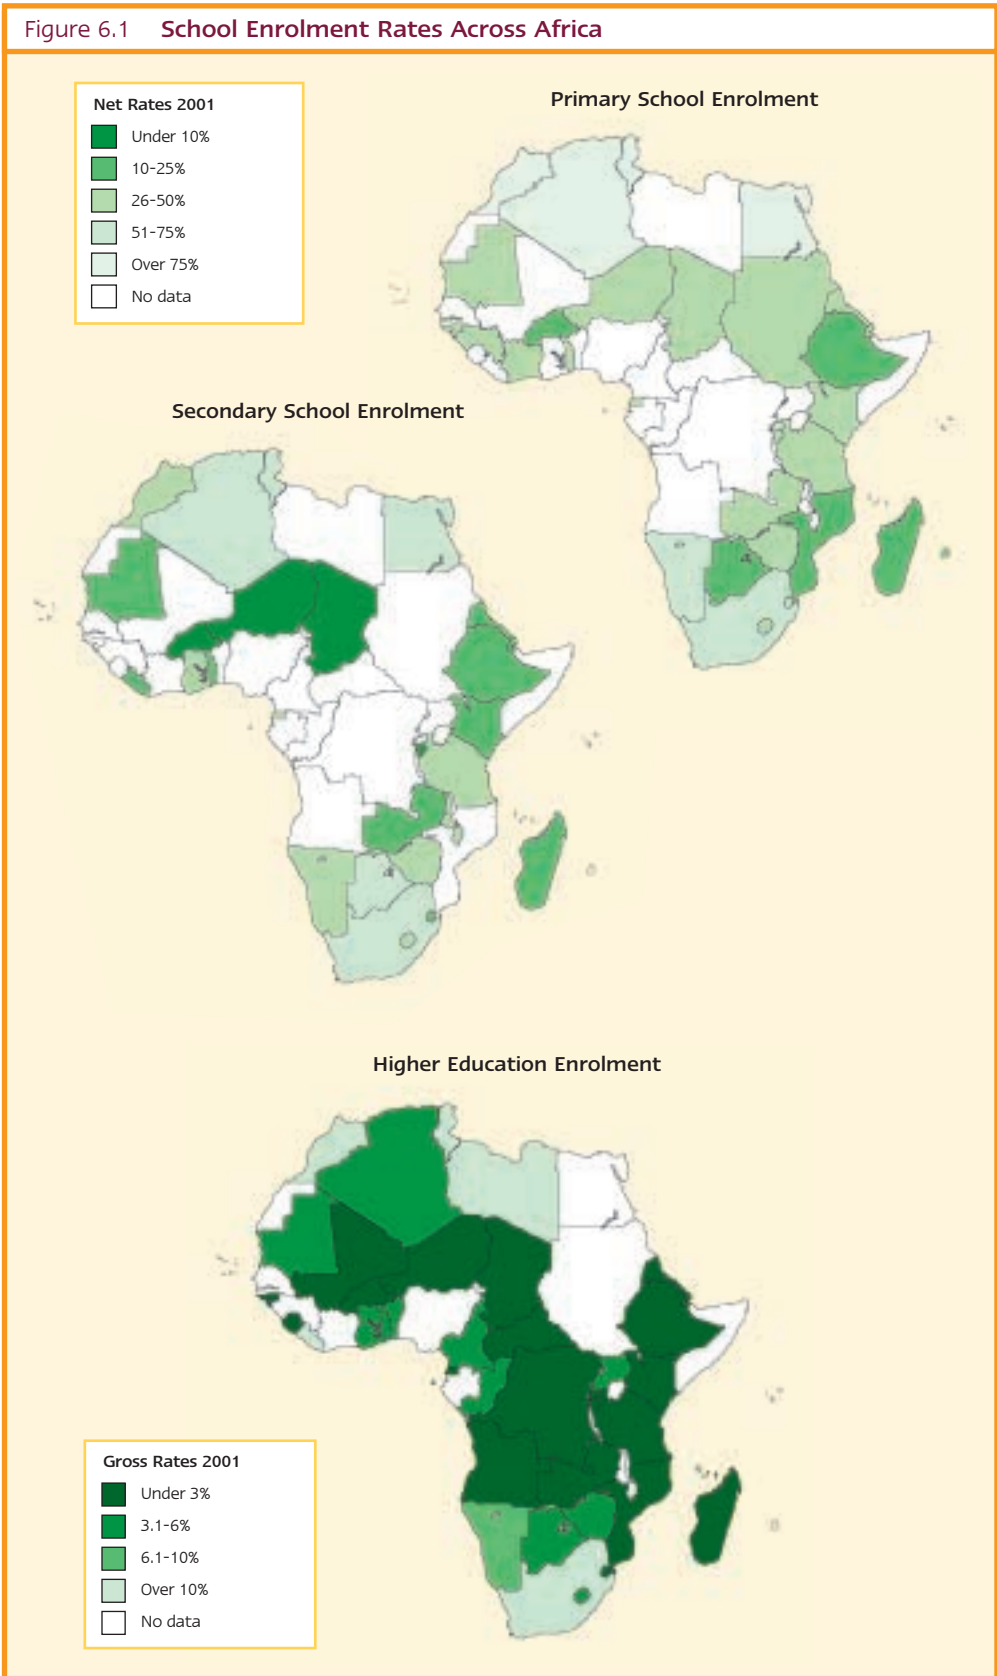 Figure 6.1 School Enrolment Rates Across Africa
Net Rates 2001
Under 10%
10-25%
26-50%
51-75%
Over 75%
No data
Primary School Enrolment
Secondary School Enrolment
Higher Education Enrolment
Gross Rates 2001
Under 3%
3.1-6%
6.1-10%
Over 10%
No data